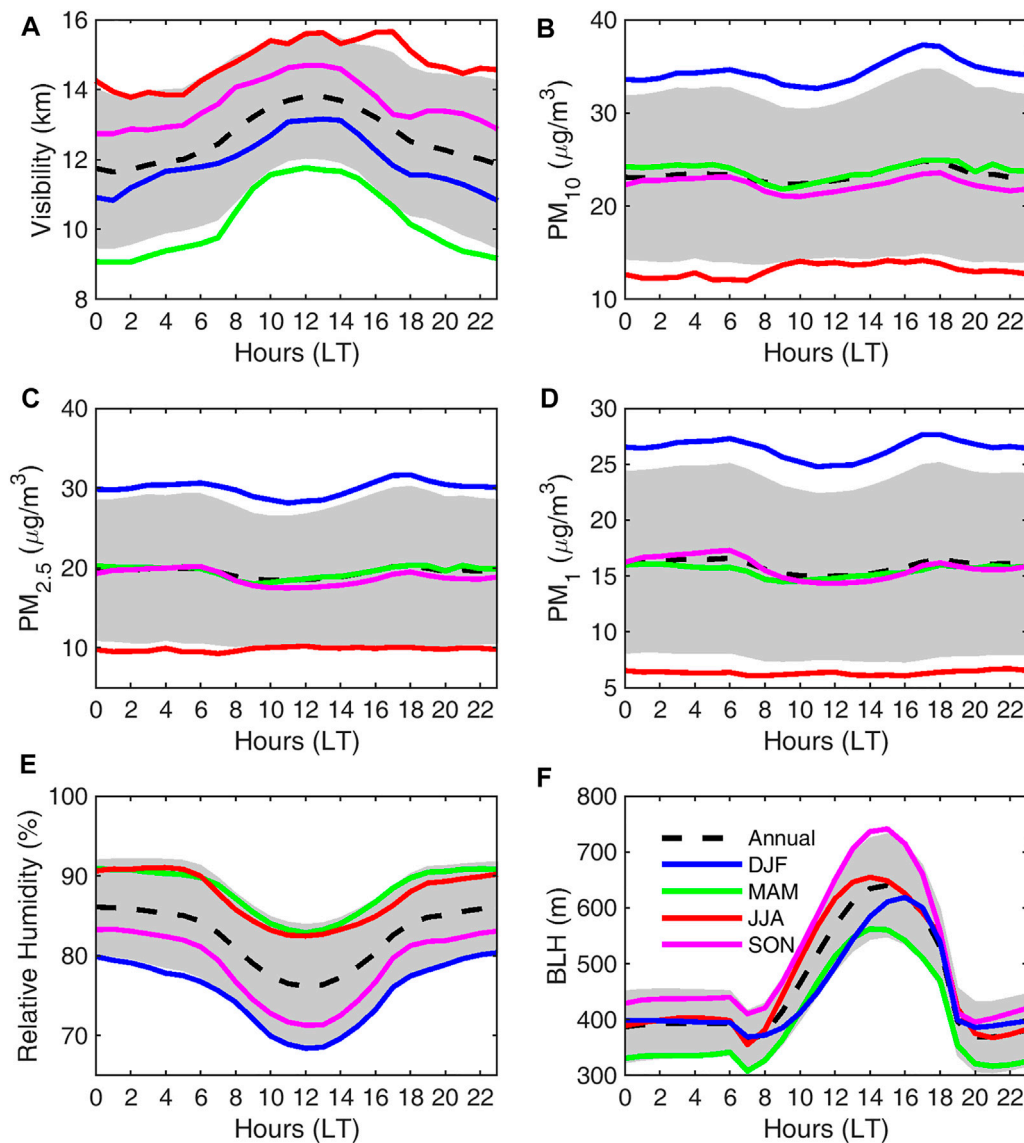 A
Visibility (km)
16
14
12
10
8
0 2 4 6 8 10 12 14 16 18 20 22
Hours (LT)
B
PM10 (μg/m3)
40
30
20
10
0 2 4 6 8 10 12 14 16 18 20 22
Hours (LT)
C
PM2.5 (μg/m3)
40
30
20
10
0 2 4 6 8 10 12 14 16 18 20 22
Hours (LT)
D
PM1 (μg/m3)
30
25
20
15
10
5
0 2 4 6 8 10 12 14 16 18 20 22
Hours (LT)
E
Relative Humidity (%)
100
90
80
70
0 2 4 6 8 10 12 14 16 18 20 22
Hours (LT)
F
BLH (m)
800
700
600
500
400
300
Annual
DJF
MAM
JJA
SON
0 2 4 6 8 10 12 14 16 18 20 22
Hours (LT)